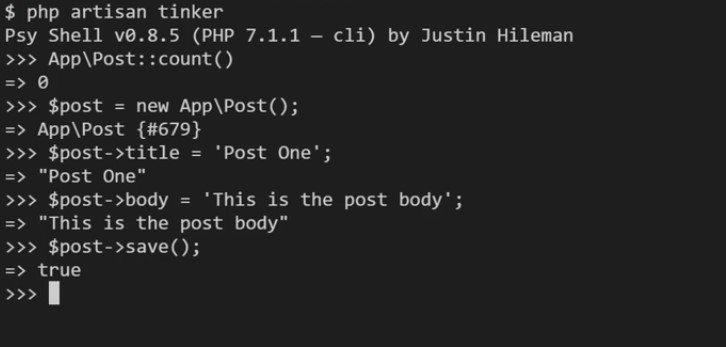 $ php artisan tinker
Psy Shell v0.8.5 (PHP 7.1.1 — cli) by Justin Hileman
>>> App\Post::count()
=> 0
>>> $post = new App\Post();
=> App\Post {#679}
>>> $post->title = 'Post One';
=> "Post One"
>>> $post->body = 'This is the post body';
=> "This is the post body"
>>> $post->save();
=> true
>>>